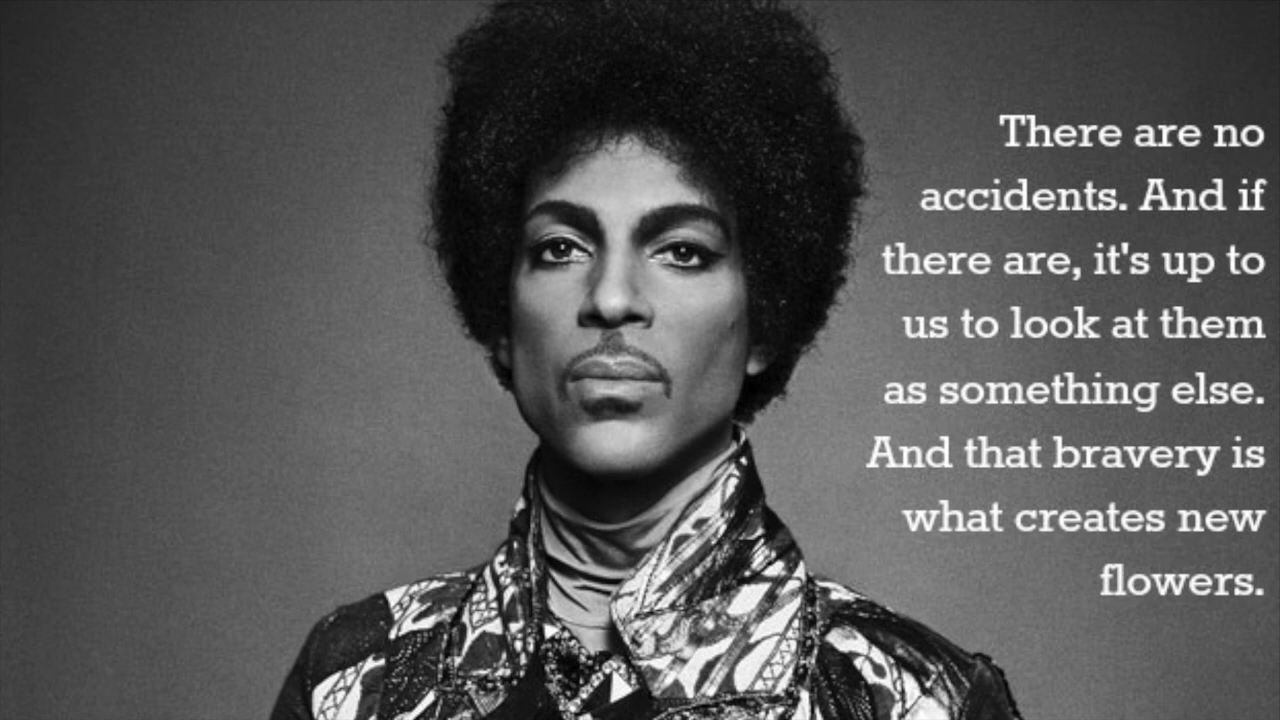 There are no
accidents. And if
there are, it's up to
us to look at them
as something else.
And that bravery is
what creates new
flowers.